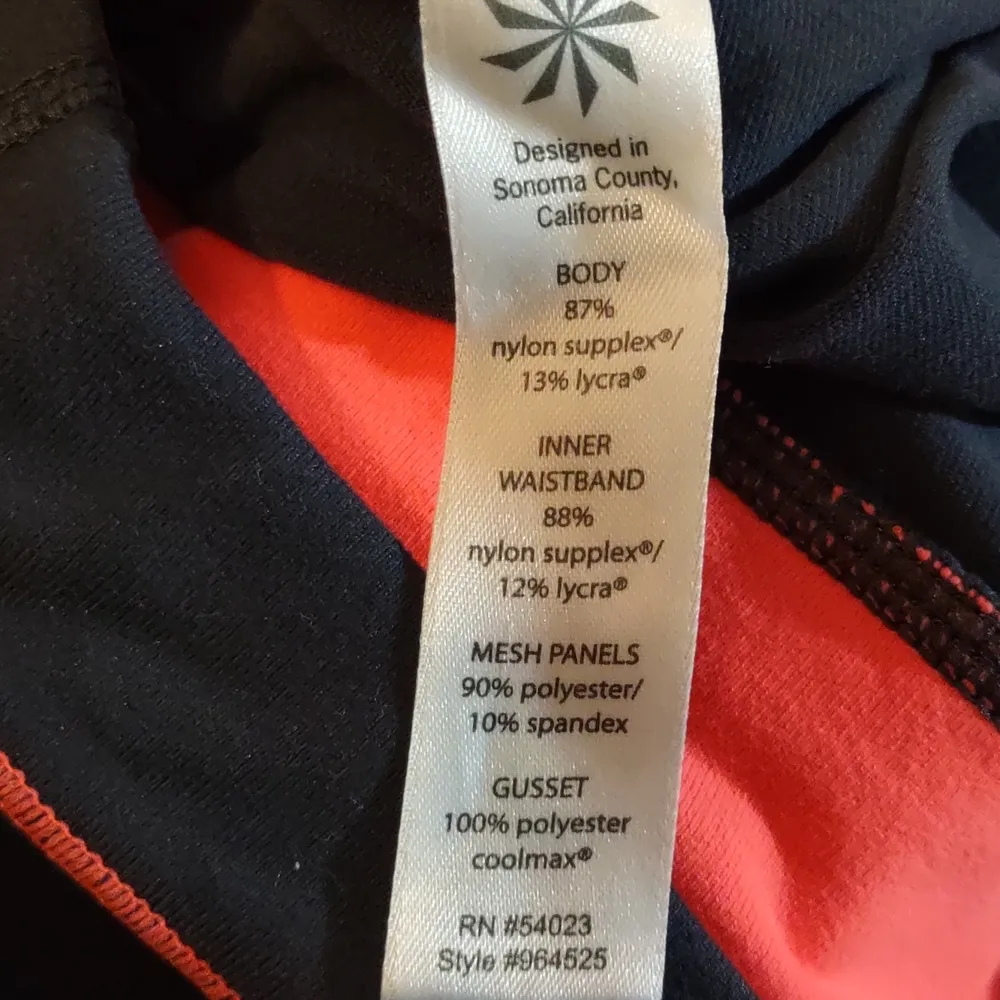 Designed in
Sonoma County,
California
BODY
87%
nylon supplex®/
13% lycra®
INNER
WAISTBAND
88%
nylon supplex®/
12% lycra®
MESH PANELS
90% polyester/
10% spandex
GUSSET
100% polyester
coolmax®
RN #54023
Style #964525